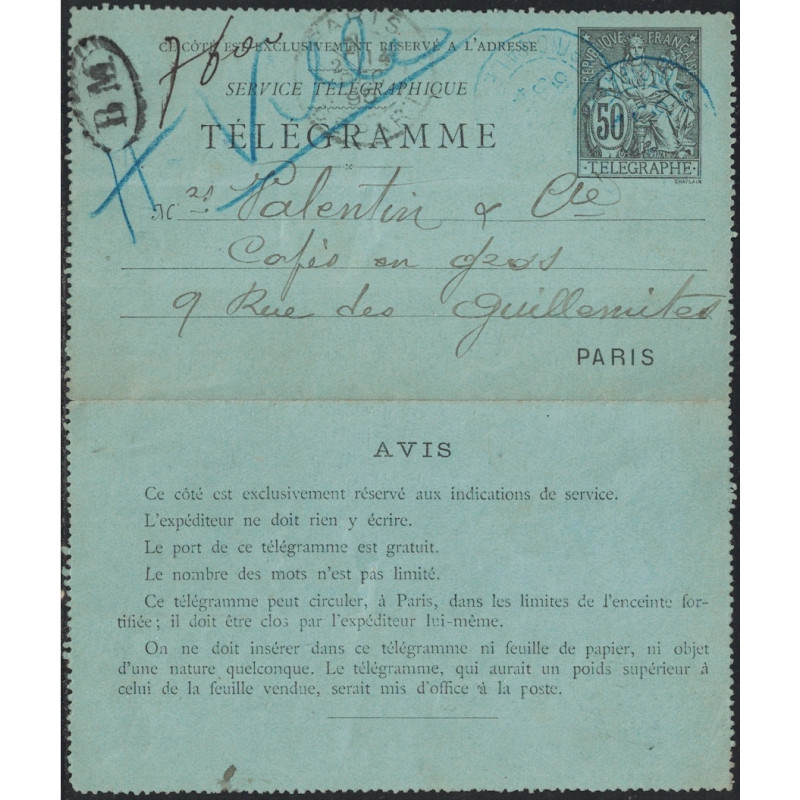 CE CÔTÉ EST EXCLUSIVEMENT RÉSERVÉ A L'ADRESSE
SERVICE TÉLÉGRAPHIQUE
TÉLÉGRAMME
BM
PARIS
RÉPUBLIQUE FRANÇAISE
50
TELEGRAPHE
CHAPLAIN
M Valentin & Cie
Cafés en gros
9 Rue des Guillemites
PARIS
AVIS
Ce côté est exclusivement réservé aux indications de service.
L'expéditeur ne doit rien y écrire.
Le port de ce télégramme est gratuit.
Le nombre des mots n'est pas limité.
Ce télégramme peut circuler, à Paris, dans les limites de l'enceinte for-
tifiée ; il doit être clos par l'expéditeur lui-même.
On ne doit insérer dans ce télégramme ni feuille de papier, ni objet
d'une nature quelconque. Le télégramme, qui aurait un poids supérieur à
celui de la feuille vendue, serait mis d'office à la poste.